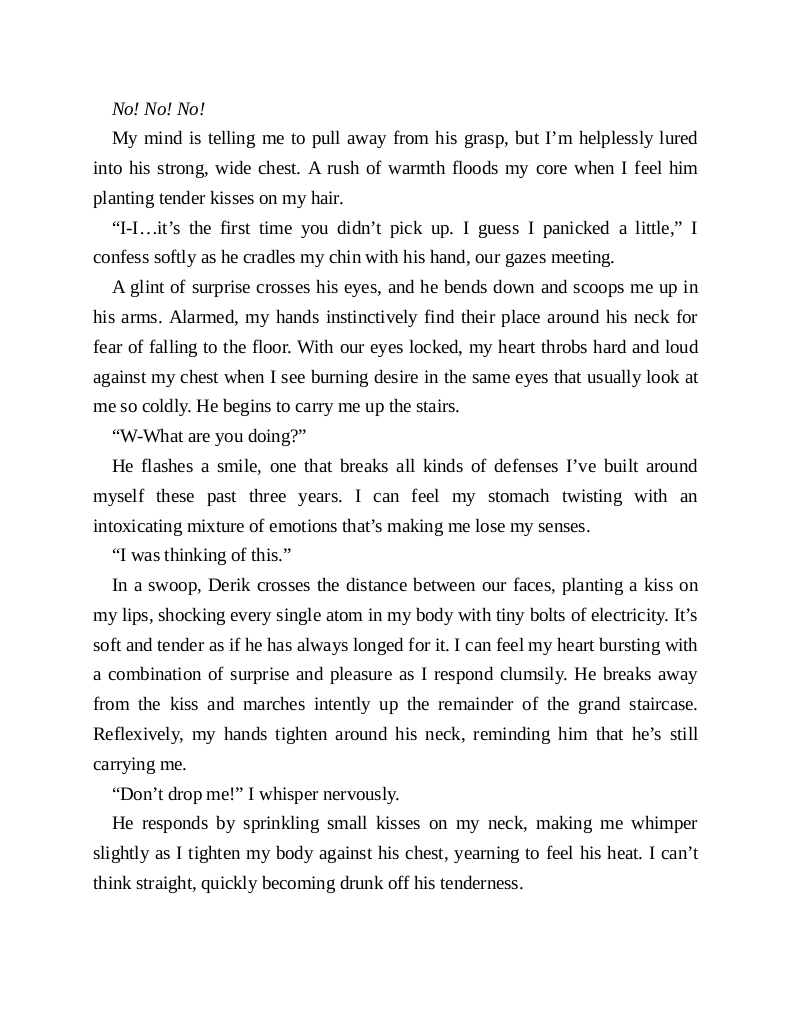 No! No! No!
My mind is telling me to pull away from his grasp, but I’m helplessly lured
into his strong, wide chest. A rush of warmth floods my core when I feel him
planting tender kisses on my hair.
“I-I…it’s the first time you didn’t pick up. I guess I panicked a little,” I
confess softly as he cradles my chin with his hand, our gazes meeting.
A glint of surprise crosses his eyes, and he bends down and scoops me up in
his arms. Alarmed, my hands instinctively find their place around his neck for
fear of falling to the floor. With our eyes locked, my heart throbs hard and loud
against my chest when I see burning desire in the same eyes that usually look at
me so coldly. He begins to carry me up the stairs.
“W-What are you doing?”
He flashes a smile, one that breaks all kinds of defenses I’ve built around
myself these past three years. I can feel my stomach twisting with an
intoxicating mixture of emotions that’s making me lose my senses.
“I was thinking of this.”
In a swoop, Derik crosses the distance between our faces, planting a kiss on
my lips, shocking every single atom in my body with tiny bolts of electricity. It’s
soft and tender as if he has always longed for it. I can feel my heart bursting with
a combination of surprise and pleasure as I respond clumsily. He breaks away
from the kiss and marches intently up the remainder of the grand staircase.
Reflexively, my hands tighten around his neck, reminding him that he’s still
carrying me.
“Don’t drop me!” I whisper nervously.
He responds by sprinkling small kisses on my neck, making me whimper
slightly as I tighten my body against his chest, yearning to feel his heat. I can’t
think straight, quickly becoming drunk off his tenderness.